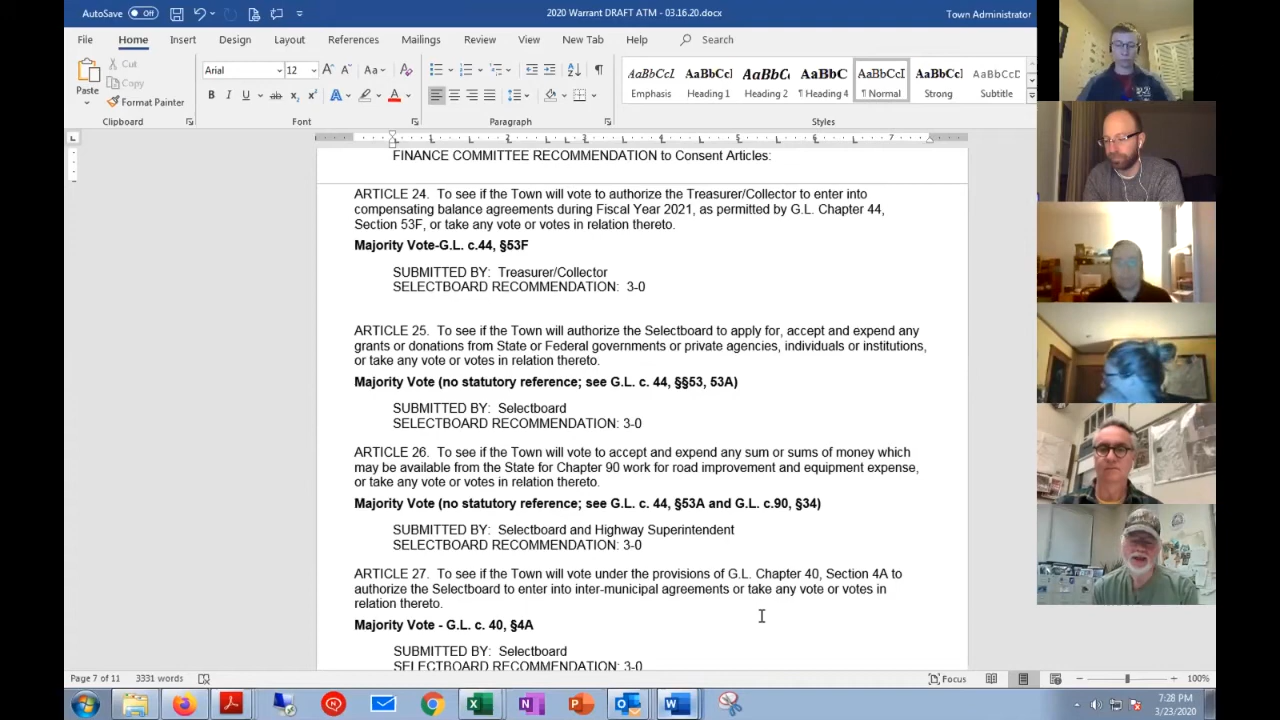 AutoSave Off 2020 Warrant DRAFT ATM - 03.16.20.docx Town Administrator
File Home Insert Design Layout References Mailings Review View New Tab Help Search
Paste Cut Copy Format Painter
Arial 12
AaBbCcI AaBbCcI AaBbC AaBbC AaBbCcI AaBbCcI AaBbCcI
Emphasis Heading 1 Heading 2 ¶ Heading 4 ¶ Normal Strong Subtitle
Clipboard Font Paragraph Styles
1 2 3 4 5 6 7
FINANCE COMMITTEE RECOMMENDATION to Consent Articles:
ARTICLE 24. To see if the Town will vote to authorize the Treasurer/Collector to enter into
compensating balance agreements during Fiscal Year 2021, as permitted by G.L. Chapter 44,
Section 53F, or take any vote or votes in relation thereto.
Majority Vote-G.L. c.44, §53F
SUBMITTED BY: Treasurer/Collector
SELECTBOARD RECOMMENDATION: 3-0
ARTICLE 25. To see if the Town will authorize the Selectboard to apply for, accept and expend any
grants or donations from State or Federal governments or private agencies, individuals or institutions,
or take any vote or votes in relation thereto.
Majority Vote (no statutory reference; see G.L. c. 44, §§53, 53A)
SUBMITTED BY: Selectboard
SELECTBOARD RECOMMENDATION: 3-0
ARTICLE 26. To see if the Town will vote to accept and expend any sum or sums of money which
may be available from the State for Chapter 90 work for road improvement and equipment expense,
or take any vote or votes in relation thereto.
Majority Vote (no statutory reference; see G.L. c. 44, §53A and G.L. c.90, §34)
SUBMITTED BY: Selectboard and Highway Superintendent
SELECTBOARD RECOMMENDATION: 3-0
ARTICLE 27. To see if the Town will vote under the provisions of G.L. Chapter 40, Section 4A to
authorize the Selectboard to enter into inter-municipal agreements or take any vote or votes in
relation thereto.
Majority Vote - G.L. c. 40, §4A
SUBMITTED BY: Selectboard
SELECTBOARD RECOMMENDATION: 3-0
Page 7 of 11 3331 words Focus 100%
7:28 PM
3/23/2020